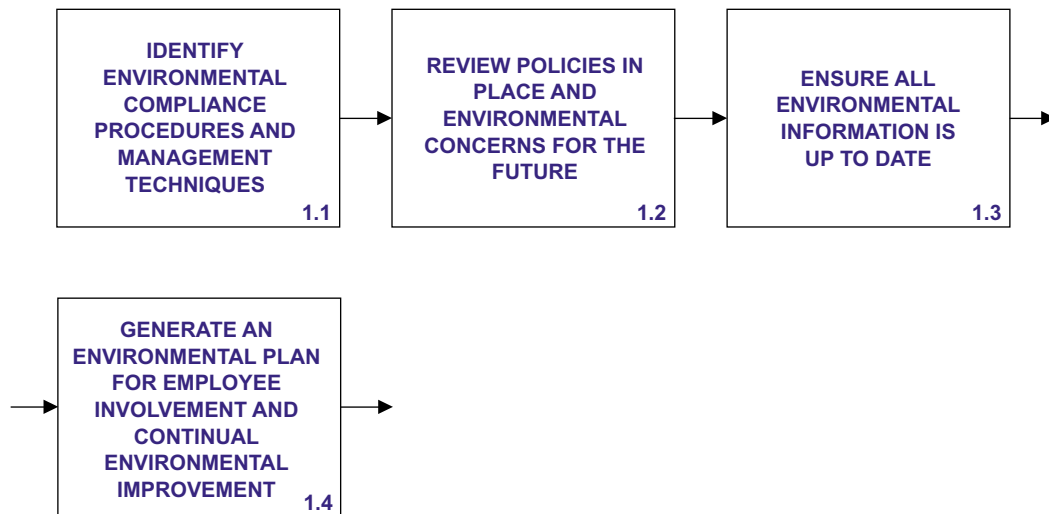 IDENTIFY
ENVIRONMENTAL
COMPLIANCE
PROCEDURES AND
MANAGEMENT
TECHNIQUES
1.1
REVIEW POLICIES IN
PLACE AND
ENVIRONMENTAL
CONCERNS FOR THE
FUTURE
1.2
ENSURE ALL
ENVIRONMENTAL
INFORMATION IS
UP TO DATE
1.3
GENERATE AN
ENVIRONMENTAL PLAN
FOR EMPLOYEE
INVOLVEMENT AND
CONTINUAL
ENVIRONMENTAL
IMPROVEMENT
1.4